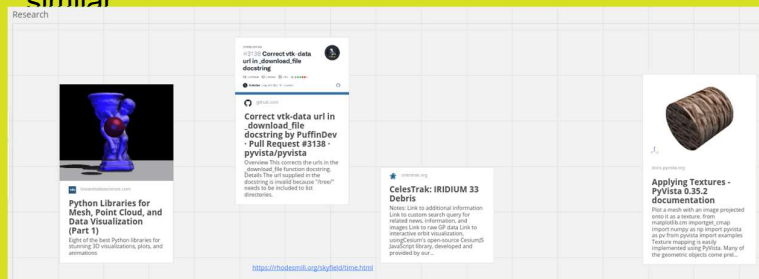 similar
Research
#3138 Correct vtk-data
url in _download_file
docstring
github.com
Correct vtk-data url in
_download_file
docstring by PuffinDev
· Pull Request #3138 ·
pyvista/pyvista
Overview This corrects the urls in the
_download_file function docstring.
Details The url supplied in the
docstring is invalid because "/tree/"
needs to be included to list
directories.
towardsdatascience.com
Python Libraries for
Mesh, Point Cloud, and
Data Visualization
(Part 1)
Eight of the best Python libraries for
stunning 3D visualizations, plots, and
animations
celestrak.org
CelesTrak: IRIDIUM 33
Debris
Notes: Link to additional information
Link to custom search query for
related news, information, and
images Link to raw GP data Link to
interactive orbit visualization,
usingCesium's open-source CesiumJS
JavaScript library, developed and
provided by our...
https://rhodesmill.org/skyfield/time.html
docs.pyvista.org
Applying Textures -
PyVista 0.35.2
documentation
Plot a mesh with an image projected
onto it as a texture. from
matplotlib.cm importget_cmap
import numpy as np import pyvista
as pv from pyvista import examples
Texture mapping is easily
implemented using PyVista. Many of
the geometric objects come prel...